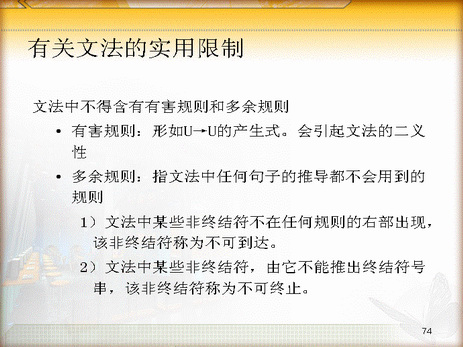 有关文法的实用限制
文法中不得含有有害规则和多余规则
• 有害规则：形如U→U的产生式。会引起文法的二义
性
• 多余规则：指文法中任何句子的推导都不会用到的
规则
1）文法中某些非终结符不在任何规则的右部出现，
该非终结符称为不可到达。
2）文法中某些非终结符，由它不能推出终结符号
串，该非终结符称为不可终止。
74